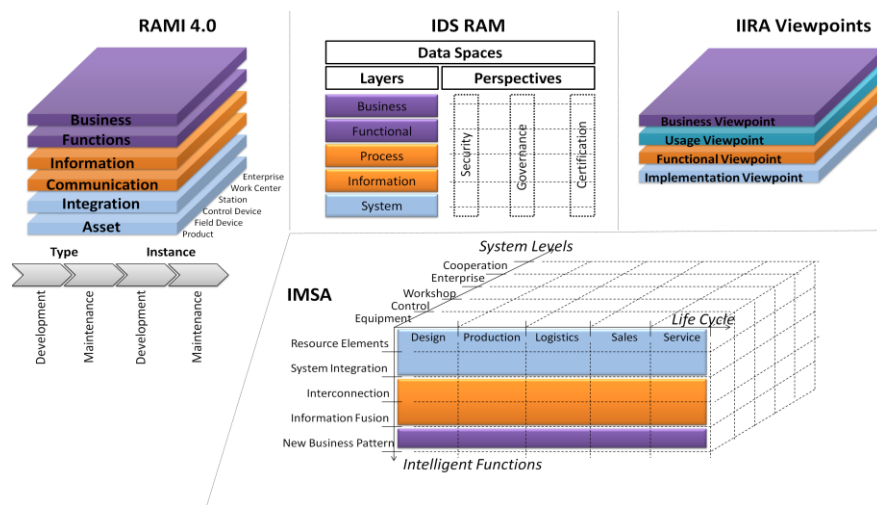 RAMI 4.0
Business
Functions
Information
Communication
Integration
Asset
Enterprise
Work Center
Station
Control Device
Field Device
Product
Type
Instance
Development
Maintenance
Development
Maintenance
IDS RAM
Data Spaces
Layers
Perspectives
Business
Functional
Process
Information
System
Security
Governance
Certification
IIRA Viewpoints
Business Viewpoint
Usage Viewpoint
Functional Viewpoint
Implementation Viewpoint
IMSA
System Levels
Cooperation
Enterprise
Workshop
Control
Equipment
Life Cycle
Design
Production
Logistics
Sales
Service
Resource Elements
System Integration
Interconnection
Information Fusion
New Business Pattern
Intelligent Functions